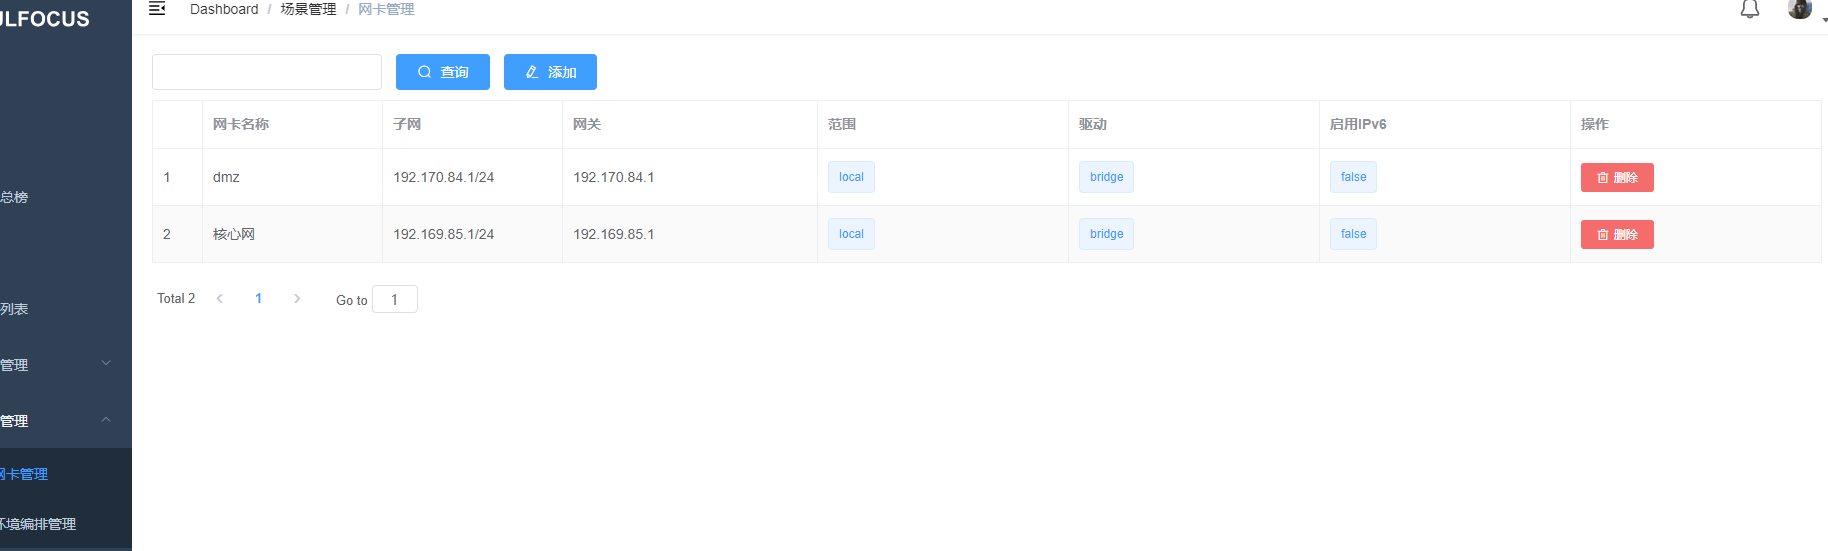 ULFOCUS
Dashboard / 场景管理 / 网卡管理
查询 添加
网卡名称 子网 网关 范围 驱动 启用IPv6 操作
1 dmz 192.170.84.1/24 192.170.84.1 local bridge false 删除
2 核心网 192.169.85.1/24 192.169.85.1 local bridge false 删除
Total 2 1 Go to 1
总榜
列表
管理
管理
网卡管理
环境编排管理